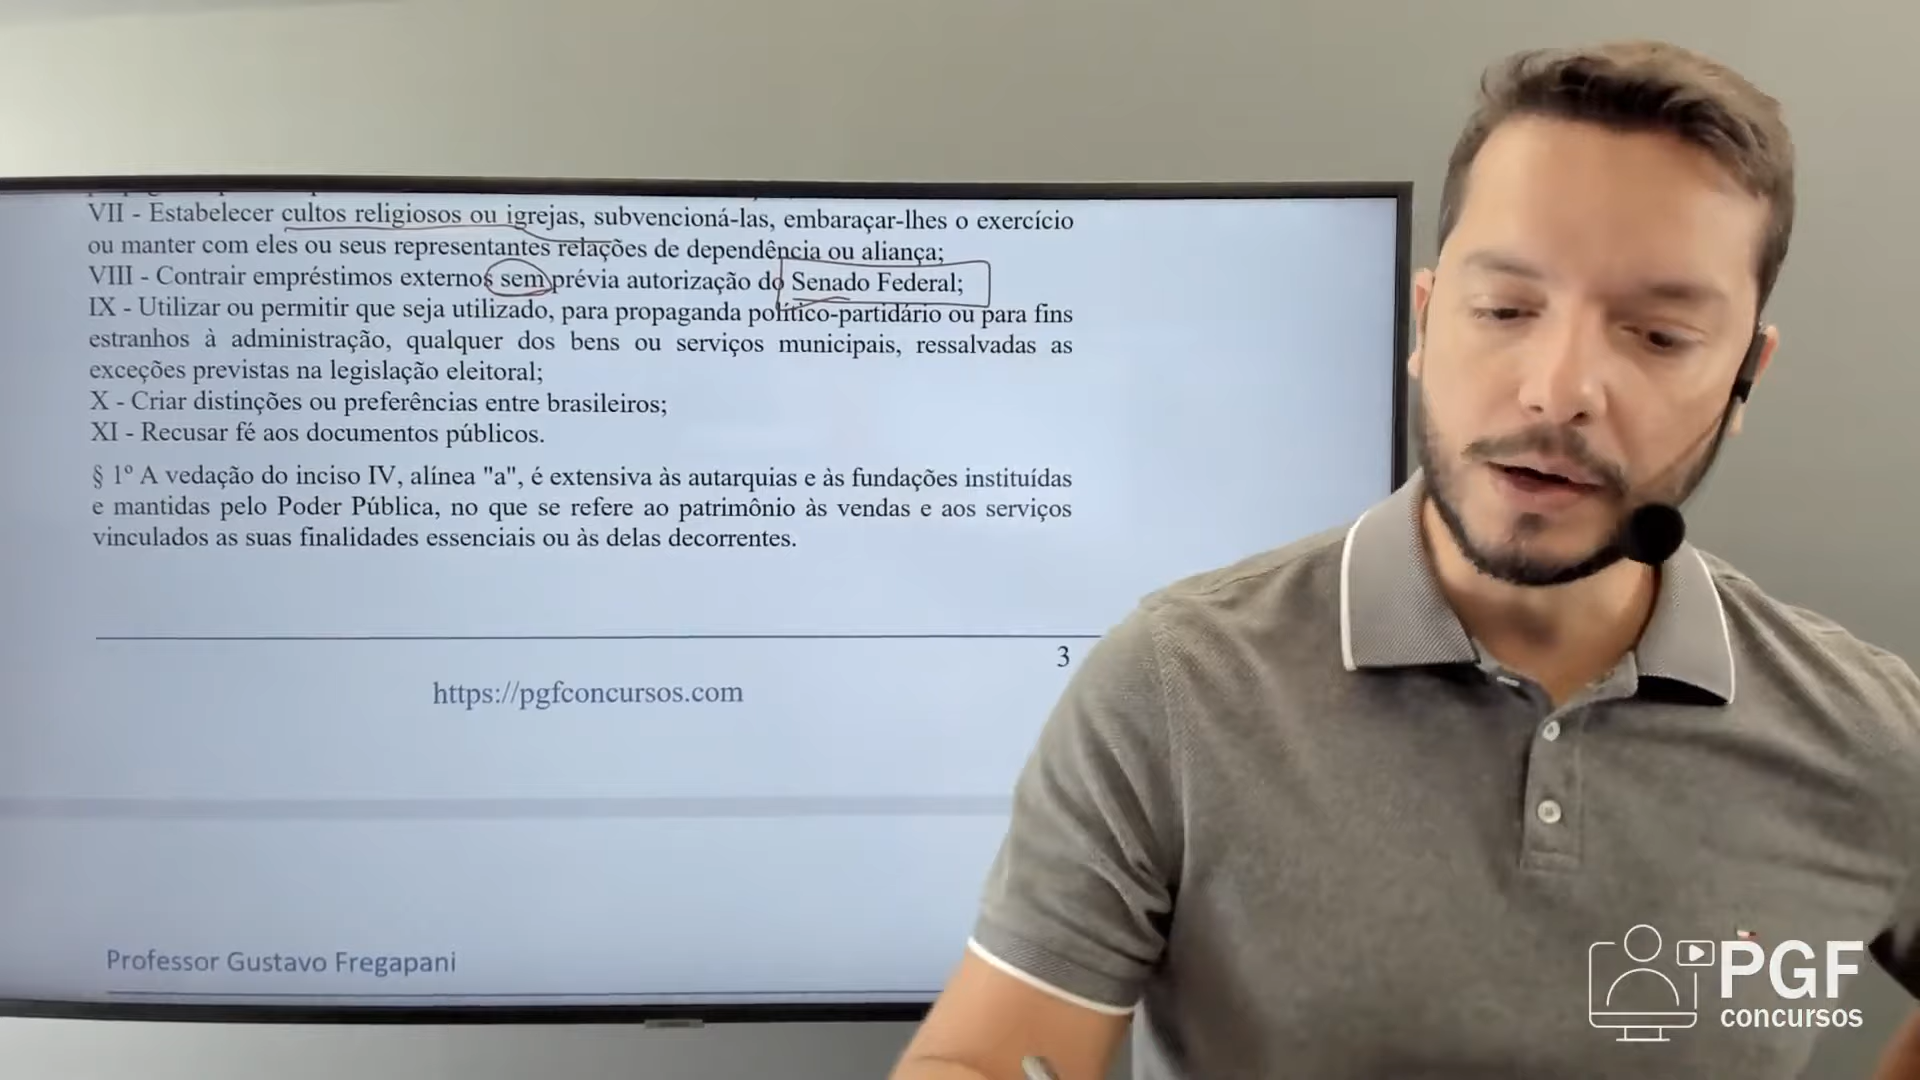 VII - Estabelecer cultos religiosos ou igrejas, subvencioná-las, embaraçar-lhes o exercício
ou manter com eles ou seus representantes relações de dependência ou aliança;
VIII - Contrair empréstimos externos sem prévia autorização do Senado Federal;
IX - Utilizar ou permitir que seja utilizado, para propaganda político-partidário ou para fins
estranhos à administração, qualquer dos bens ou serviços municipais, ressalvadas as
exceções previstas na legislação eleitoral;
X - Criar distinções ou preferências entre brasileiros;
XI - Recusar fé aos documentos públicos.
§ 1º A vedação do inciso IV, alínea "a", é extensiva às autarquias e às fundações instituídas
e mantidas pelo Poder Pública, no que se refere ao patrimônio às vendas e aos serviços
vinculados as suas finalidades essenciais ou às delas decorrentes.
3
https://pgfconcursos.com
Professor Gustavo Fregapani
PGF
concursos